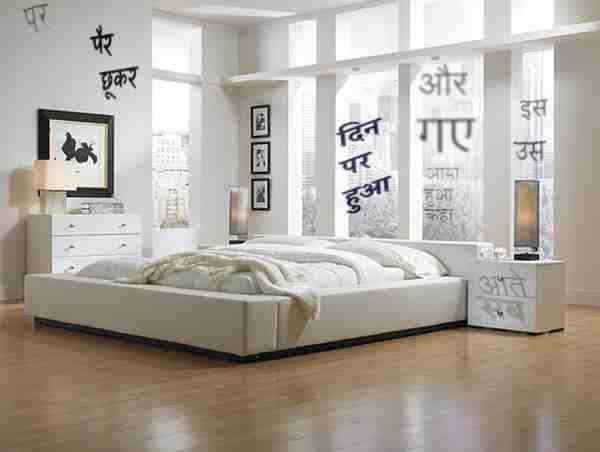 पर
पैर
छूकर
दिन
पर
हुआ
और
गए
आया
हुआ
कहा
इस
उस
आते
सब